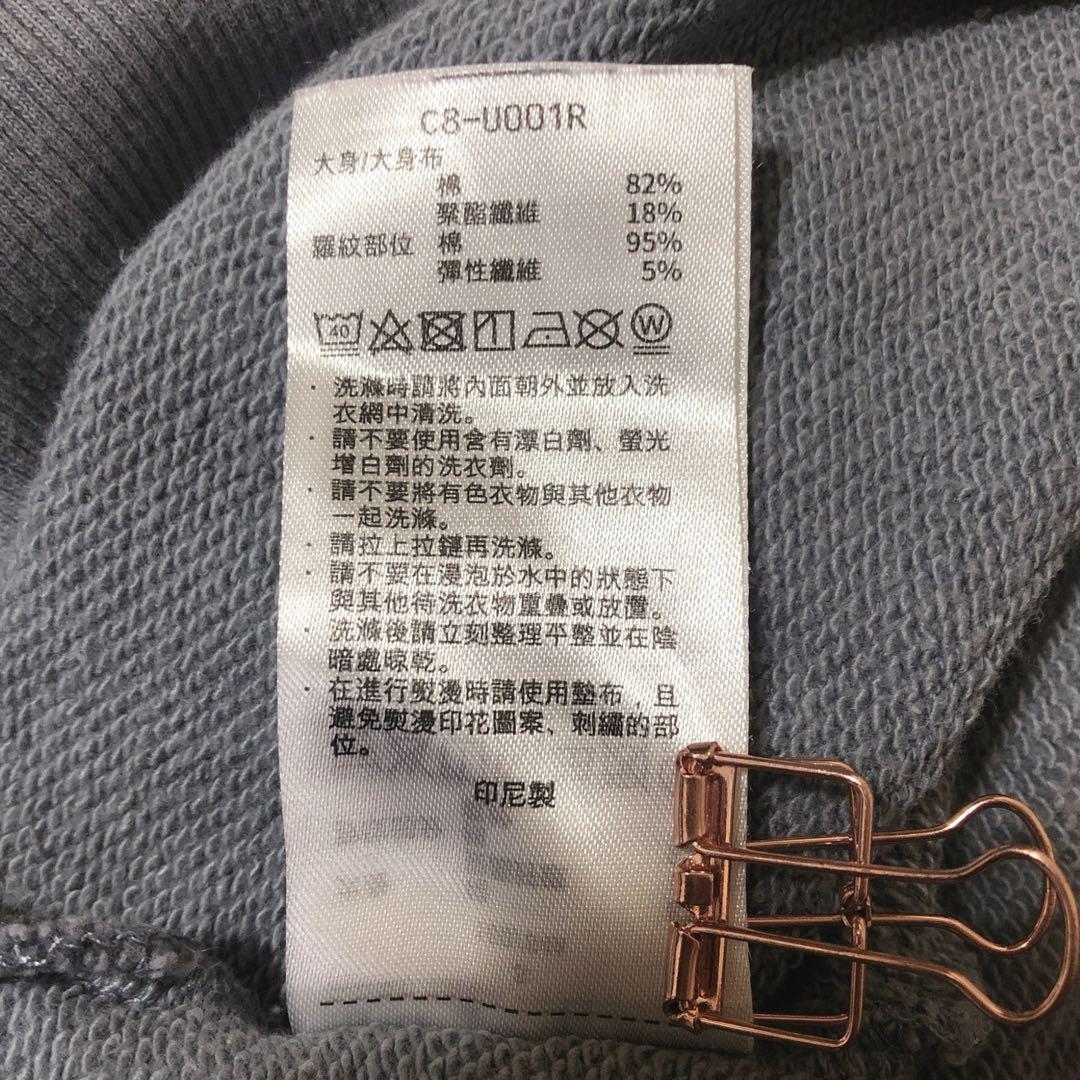 C8-U001R
大身/大身布
棉 82%
聚酯纖維 18%
羅紋部位 棉 95%
彈性纖維 5%
40 W
· 洗滌時請將內面朝外並放入洗
衣網中清洗。
· 請不要使用含有漂白劑、螢光
增白劑的洗衣劑。
· 請不要將有色衣物與其他衣物
一起洗滌。
· 請拉上拉鏈再洗滌。
· 請不要在浸泡於水中的狀態下
與其他待洗衣物重疊或放置。
· 洗滌後請立刻整理平整並在陰
暗處晾乾。
· 在進行熨燙時請使用墊布，且
避免熨燙印花圖案、刺繡的部
位。
印尼製